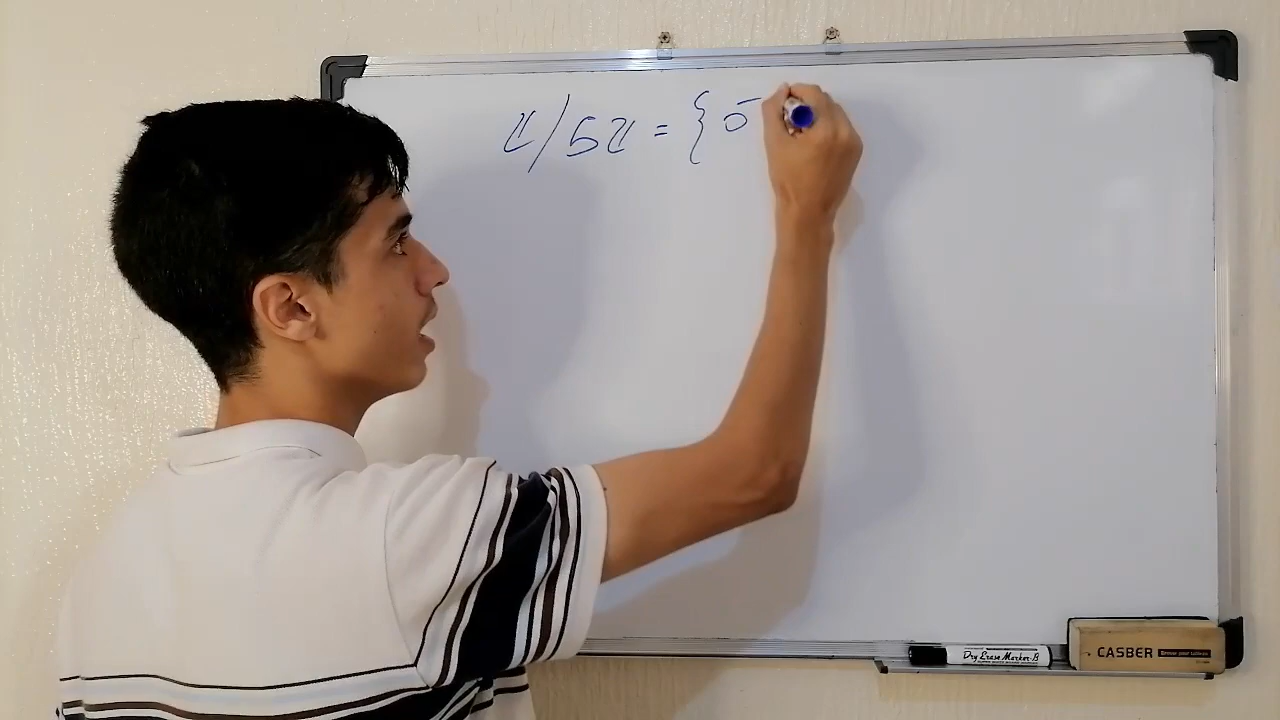 ℤ/5ℤ = { 0̅
Dry Erase Marker-B
CASBER